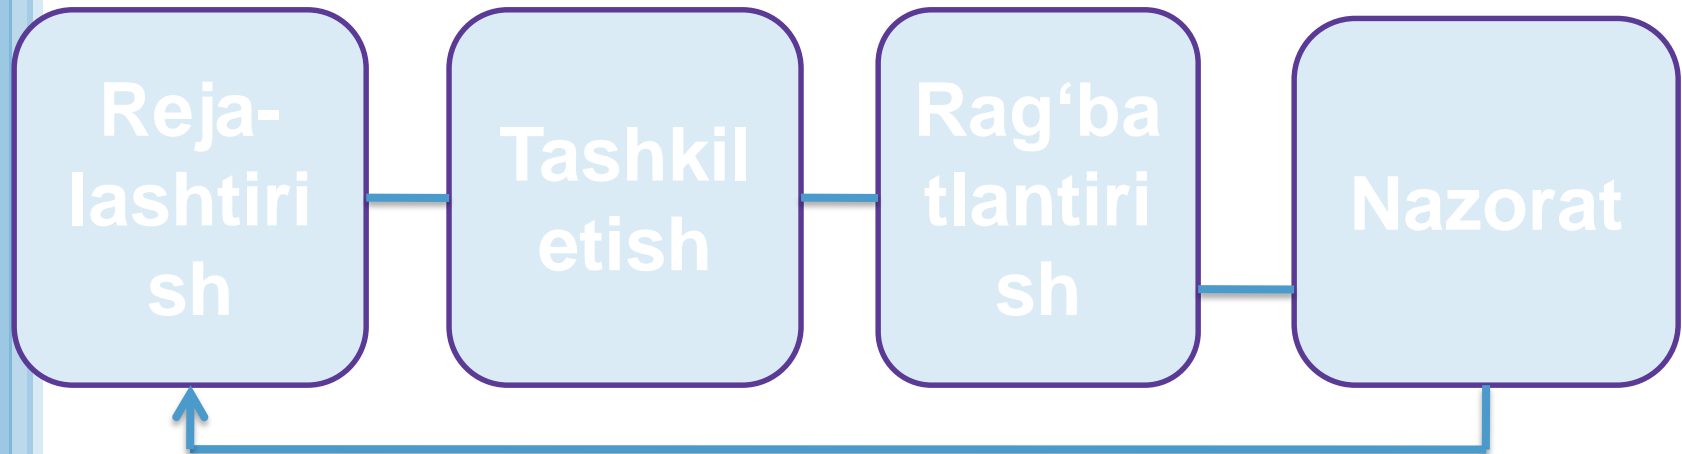 Reja-
lashtiri
sh
Tashkil
etish
Rag‘ba
tlantiri
sh
Nazorat